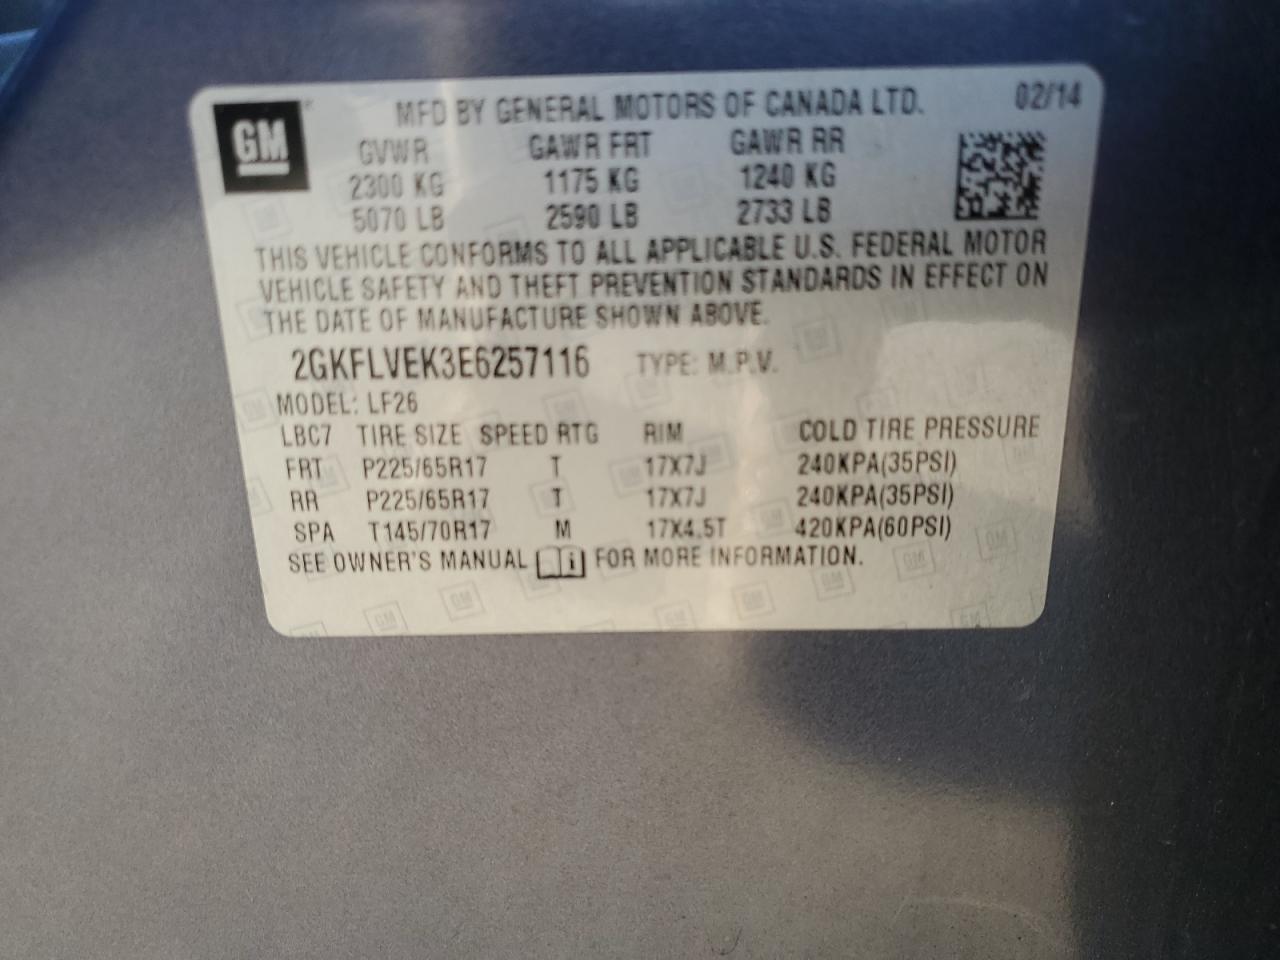 GM
MFD BY GENERAL MOTORS OF CANADA LTD. 02/14
GVWR GAWR FRT GAWR RR
2300 KG 1175 KG 1240 KG
5070 LB 2590 LB 2733 LB
THIS VEHICLE CONFORMS TO ALL APPLICABLE U.S. FEDERAL MOTOR
VEHICLE SAFETY AND THEFT PREVENTION STANDARDS IN EFFECT ON
THE DATE OF MANUFACTURE SHOWN ABOVE.
2GKFLVEK3E6257116 TYPE: M.P.V.
MODEL: LF26
LBC7 TIRE SIZE SPEED RTG RIM COLD TIRE PRESSURE
FRT P225/65R17 T 17X7J 240KPA(35PSI)
RR P225/65R17 T 17X7J 240KPA(35PSI)
SPA T145/70R17 M 17X4.5T 420KPA(60PSI)
SEE OWNER'S MANUAL FOR MORE INFORMATION.